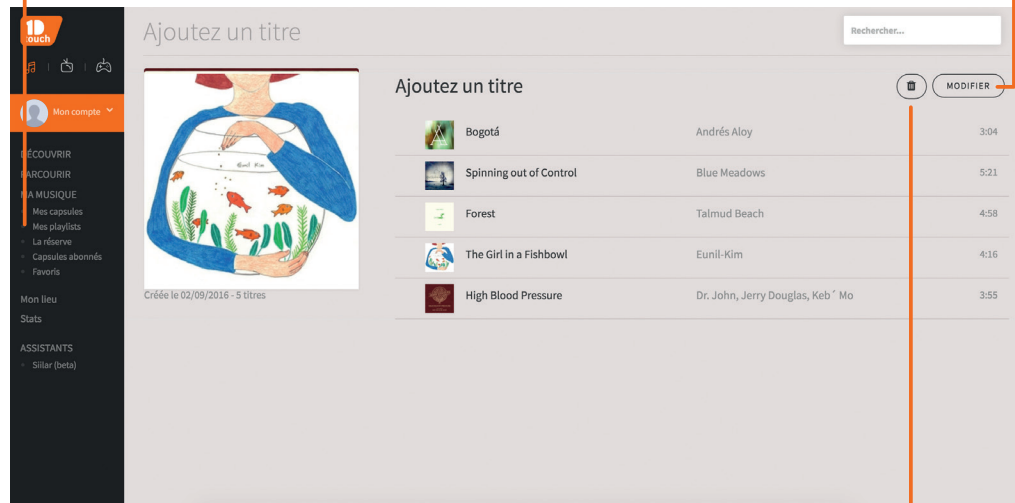 1D
touch
Ajoutez un titre
Rechercher...
Mon compte
DÉCOUVRIR
PARCOURIR
MA MUSIQUE
Mes capsules
Mes playlists
La réserve
Capsules abonnés
Favoris
Mon lieu
Stats
ASSISTANTS
Siilar (beta)
Eunil Kim
Créée le 02/09/2016 - 5 titres
Ajoutez un titre
MODIFIER
Bogotá Andrés Aloy 3:04
Spinning out of Control Blue Meadows 5:21
Forest Talmud Beach 4:58
The Girl in a Fishbowl Eunil-Kim 4:16
High Blood Pressure Dr. John, Jerry Douglas, Keb´ Mo 3:55